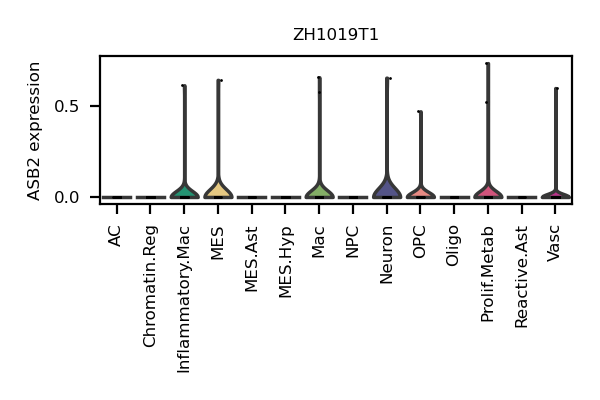 ZH1019T1
ASB2 expression
0.5
0.0
AC
Chromatin.Reg
Inflammatory.Mac
MES
MES.Ast
MES.Hyp
Mac
NPC
Neuron
OPC
Oligo
Prolif.Metab
Reactive.Ast
Vasc